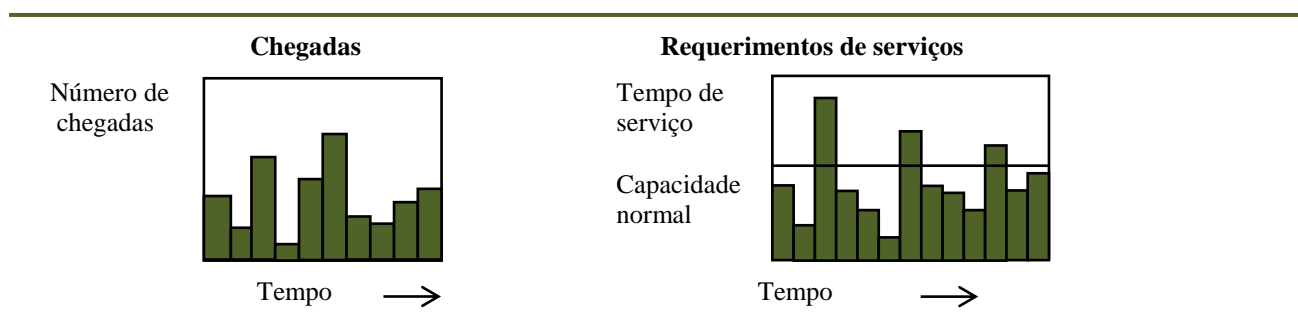 Chegadas
Número de
chegadas
Tempo
Requerimentos de serviços
Tempo de
serviço
Capacidade
normal
Tempo